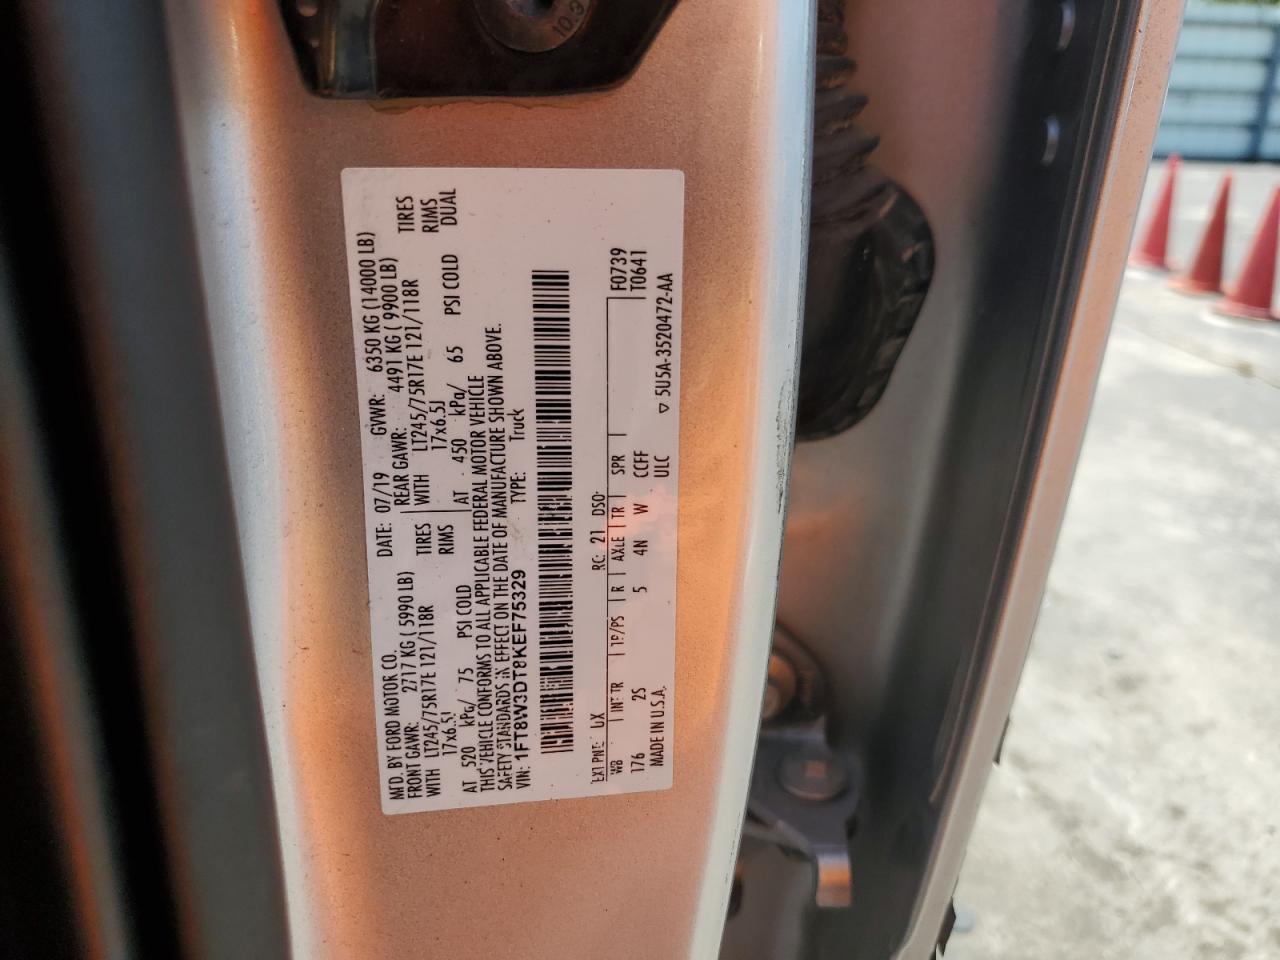 MFD. BY FORD MOTOR CO.
DATE: 07/19 GVWR: 6350 KG (14000 LB)
FRONT GAWR: 2717 KG ( 5990 LB) REAR GAWR: 4491 KG ( 9900 LB)
WITH LT245/75R17E 121/118R TIRES WITH LT245/75R17E 121/118R TIRES
17x6.5J RIMS 17x6.5J RIMS
AT 520 kPa/ 75 PSI COLD AT 450 kPa/ 65 PSI COLD DUAL
THIS VEHICLE CONFORMS TO ALL APPLICABLE FEDERAL MOTOR VEHICLE
SAFETY STANDARDS IN EFFECT ON THE DATE OF MANUFACTURE SHOWN ABOVE.
VIN: 1FT8W3DT8KEF75329 TYPE: Truck
EXT PNT: UX RC: 21 DSO:
WB INT TR TP/PS R AXLE TR SPR F0739
176 2S 5 4N W CCFF T0641
MADE IN U.S.A. ULC ▽ 5U5A-3520472-AA
10.9